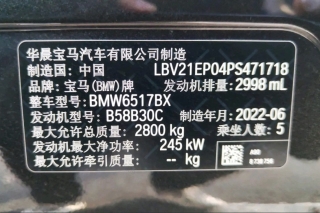 华晨宝马汽车有限公司制造
制造国：中国 LBV21EP04PS471718
品牌：宝马(BMW)牌 发动机排量：2998 mL
整车型号：BMW6517BX
发动机型号：B58B30C 制造年月：2022-06
最大允许总质量：2800 kg 乘坐人数：5
发动机最大净功率：245 kW
最大允许牵引质量：-- kg